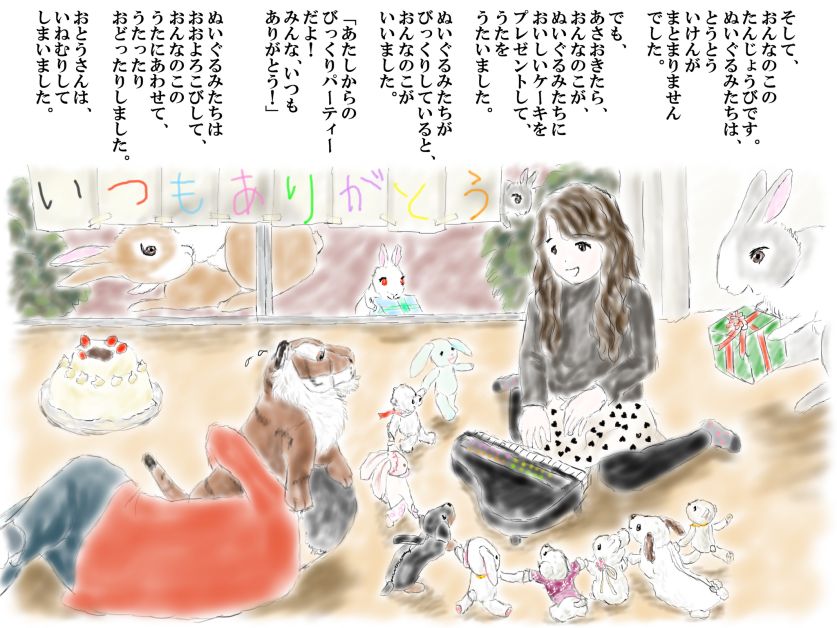 そして、
おんなのこの
たんじょうびです。
ぬいぐるみたちは、
とうとう
いけんが
まとまりません
でした。
でも、
あさおきたら、
おんなのこが、
ぬいぐるみたちに
おいしいケーキを
プレゼントして、
うたを
うたいました。
ぬいぐるみたちが
びっくりしていると、
おんなのこが
いいました。
「あたしからの
びっくりパーティー
だよ!
みんな、いつも
ありがとう!」
ぬいぐるみたちは
おおよろこびして、
おんなのこの
うたにあわせて、
うたったり
おどったりしました。
おとうさんは、
いねむりして
しまいました。
いつもありがとう